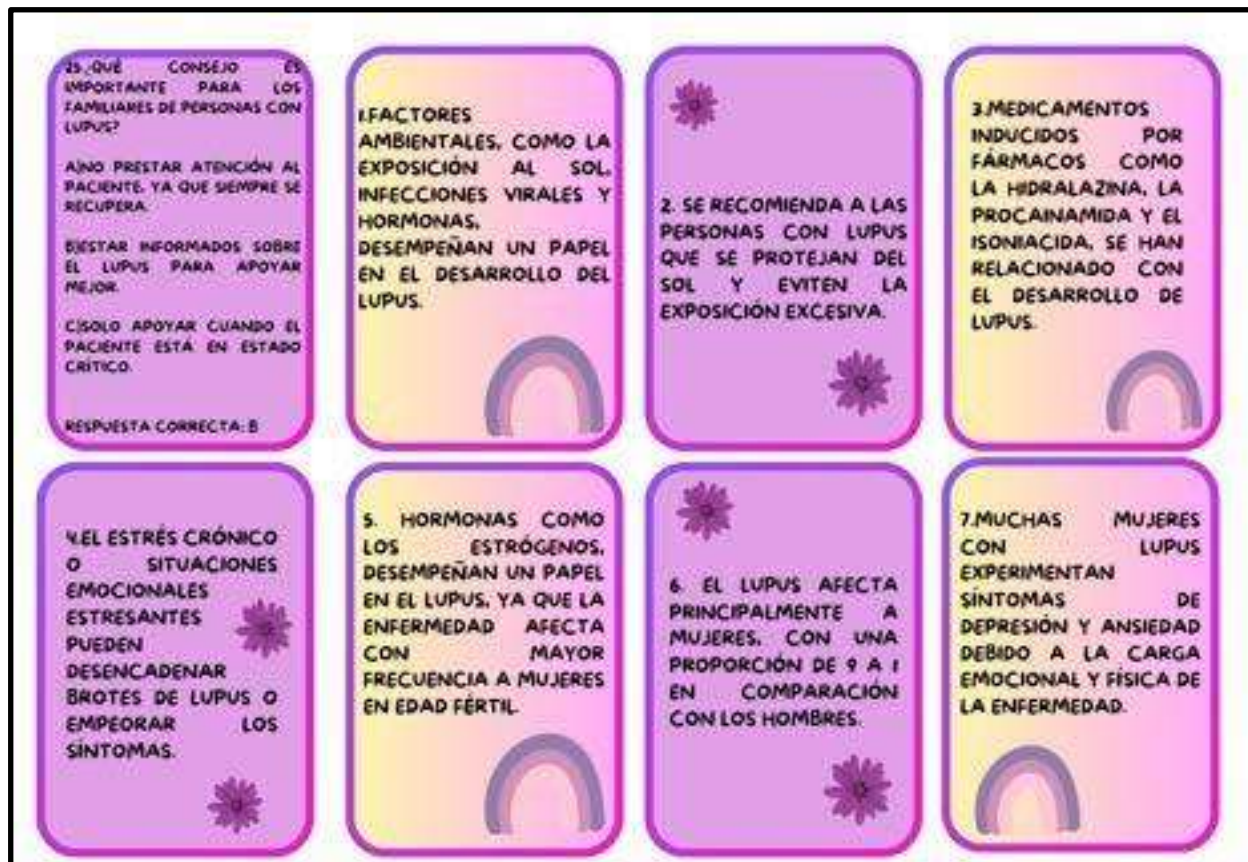 25.¿QUÉ CONSEJO ES
IMPORTANTE PARA LOS
FAMILIARES DE PERSONAS CON
LUPUS?
A)NO PRESTAR ATENCIÓN AL
PACIENTE, YA QUE SIEMPRE SE
RECUPERA.
B)ESTAR INFORMADOS SOBRE
EL LUPUS PARA APOYAR
MEJOR.
C)SOLO APOYAR CUANDO EL
PACIENTE ESTÁ EN ESTADO
CRÍTICO.
RESPUESTA CORRECTA: B
1.FACTORES
AMBIENTALES, COMO LA
EXPOSICIÓN AL SOL,
INFECCIONES VIRALES Y
HORMONAS,
DESEMPEÑAN UN PAPEL
EN EL DESARROLLO DEL
LUPUS.
2. SE RECOMIENDA A LAS
PERSONAS CON LUPUS
QUE SE PROTEJAN DEL
SOL Y EVITEN LA
EXPOSICIÓN EXCESIVA.
3.MEDICAMENTOS
INDUCIDOS POR
FÁRMACOS COMO
LA HIDRALAZINA, LA
PROCAINAMIDA Y EL
ISONIACIDA, SE HAN
RELACIONADO CON
EL DESARROLLO DE
LUPUS.
4.EL ESTRÉS CRÓNICO
O SITUACIONES
EMOCIONALES
ESTRESANTES
PUEDEN
DESENCADENAR
BROTES DE LUPUS O
EMPEORAR LOS
SÍNTOMAS.
5. HORMONAS COMO
LOS ESTRÓGENOS,
DESEMPEÑAN UN PAPEL
EN EL LUPUS, YA QUE LA
ENFERMEDAD AFECTA
CON MAYOR
FRECUENCIA A MUJERES
EN EDAD FÉRTIL.
6. EL LUPUS AFECTA
PRINCIPALMENTE A
MUJERES, CON UNA
PROPORCIÓN DE 9 A 1
EN COMPARACIÓN
CON LOS HOMBRES.
7.MUCHAS MUJERES
CON LUPUS
EXPERIMENTAN
SÍNTOMAS DE
DEPRESIÓN Y ANSIEDAD
DEBIDO A LA CARGA
EMOCIONAL Y FÍSICA DE
LA ENFERMEDAD.